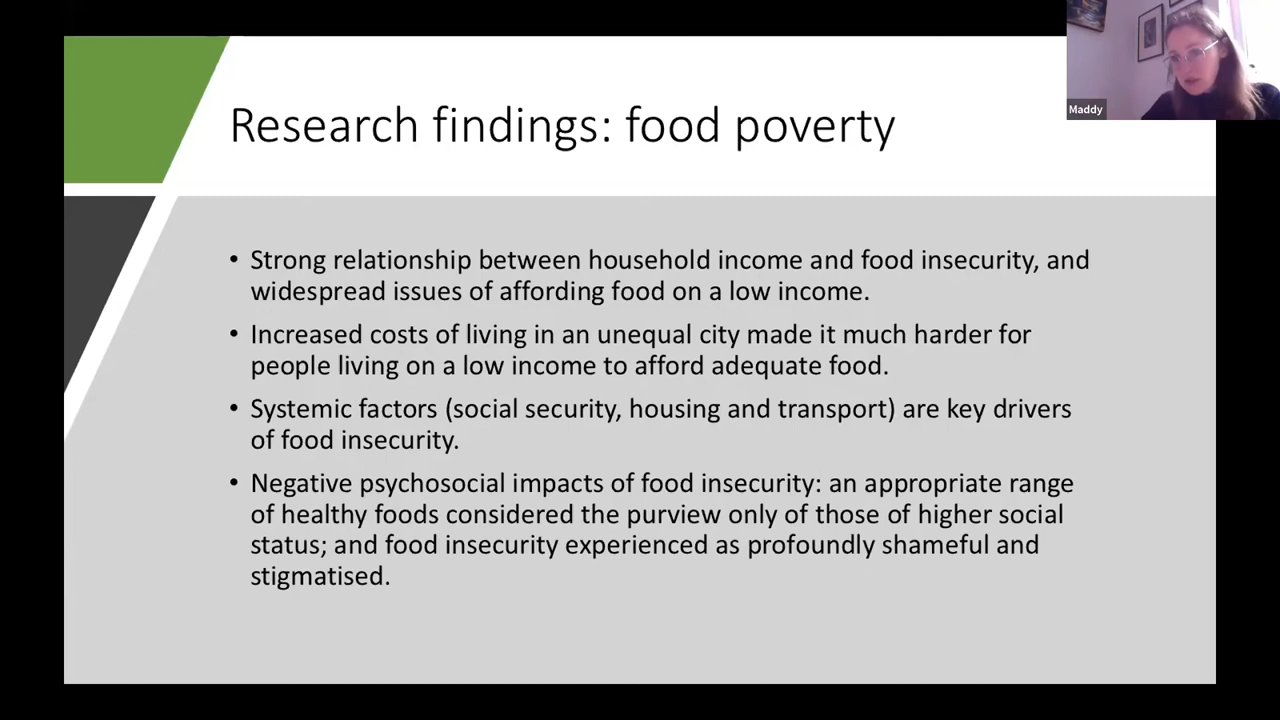 Maddy
Research findings: food poverty
• Strong relationship between household income and food insecurity, and
widespread issues of affording food on a low income.
• Increased costs of living in an unequal city made it much harder for
people living on a low income to afford adequate food.
• Systemic factors (social security, housing and transport) are key drivers
of food insecurity.
• Negative psychosocial impacts of food insecurity: an appropriate range
of healthy foods considered the purview only of those of higher social
status; and food insecurity experienced as profoundly shameful and
stigmatised.